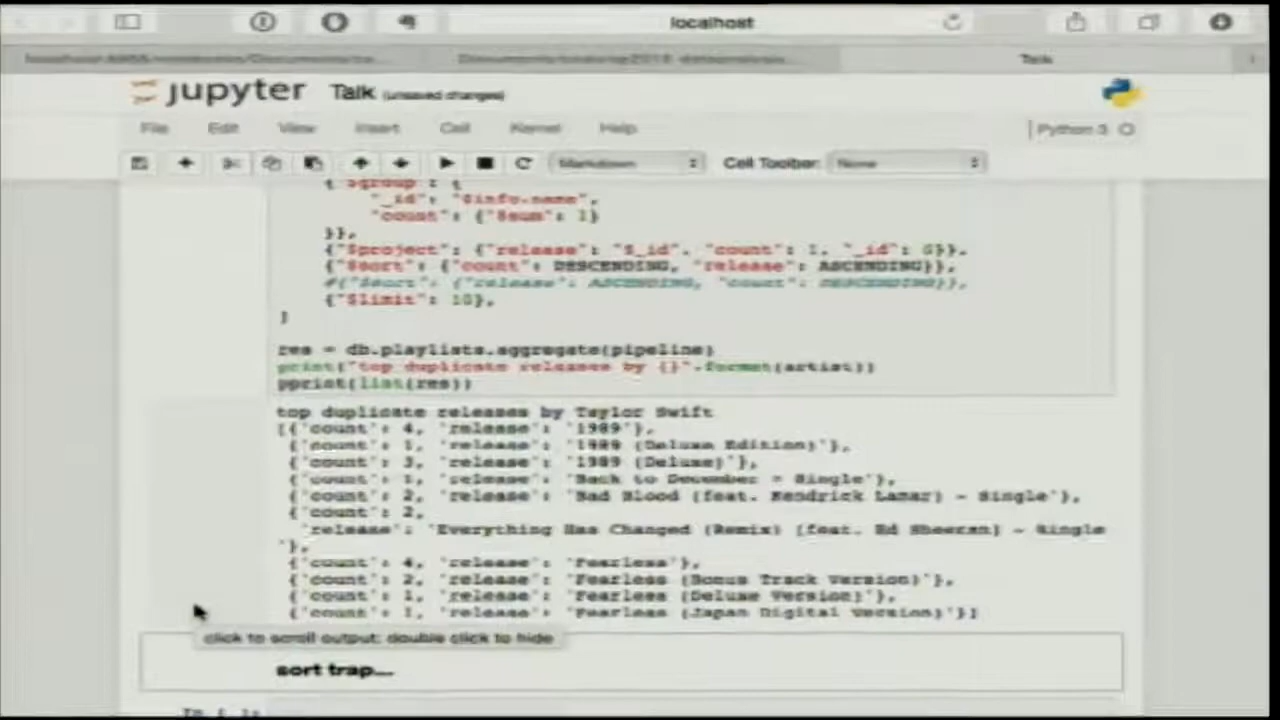 localhost
Talk
jupyter Talk (unsaved changes)
File Edit View Insert Cell Kernel Help
Python 3
Markdown Cell Toolbar: None
{"$group": {
"_id": "$info.name",
"count": {"$sum": 1}
}},
{"$project": {"release": "$_id", "count": 1, "_id": 0}},
{"$sort": {"count": DESCENDING, "release": ASCENDING}},
#{"$sort": {"release": ASCENDING, "count": DESCENDING}},
{"$limit": 10},
]
res = db.playlists.aggregate(pipeline)
print("top duplicate releases by {}".format(artist))
pprint(list(res))
top duplicate releases by Taylor Swift
[{'count': 4, 'release': '1989'},
{'count': 1, 'release': '1989 (Deluxe Edition)'},
{'count': 3, 'release': '1989 (Deluxe)'},
{'count': 1, 'release': 'Back to December - Single'},
{'count': 2, 'release': 'Bad Blood (feat. Kendrick Lamar) - Single'},
{'count': 2,
'release': 'Everything Has Changed (Remix) [feat. Ed Sheeran] - Single
'},
{'count': 4, 'release': 'Fearless'},
{'count': 2, 'release': 'Fearless (Bonus Track Version)'},
{'count': 1, 'release': 'Fearless (Deluxe Version)'},
{'count': 1, 'release': 'Fearless (Japan Digital Version)'}]
click to scroll output; double click to hide
sort trap...
In [ ]: